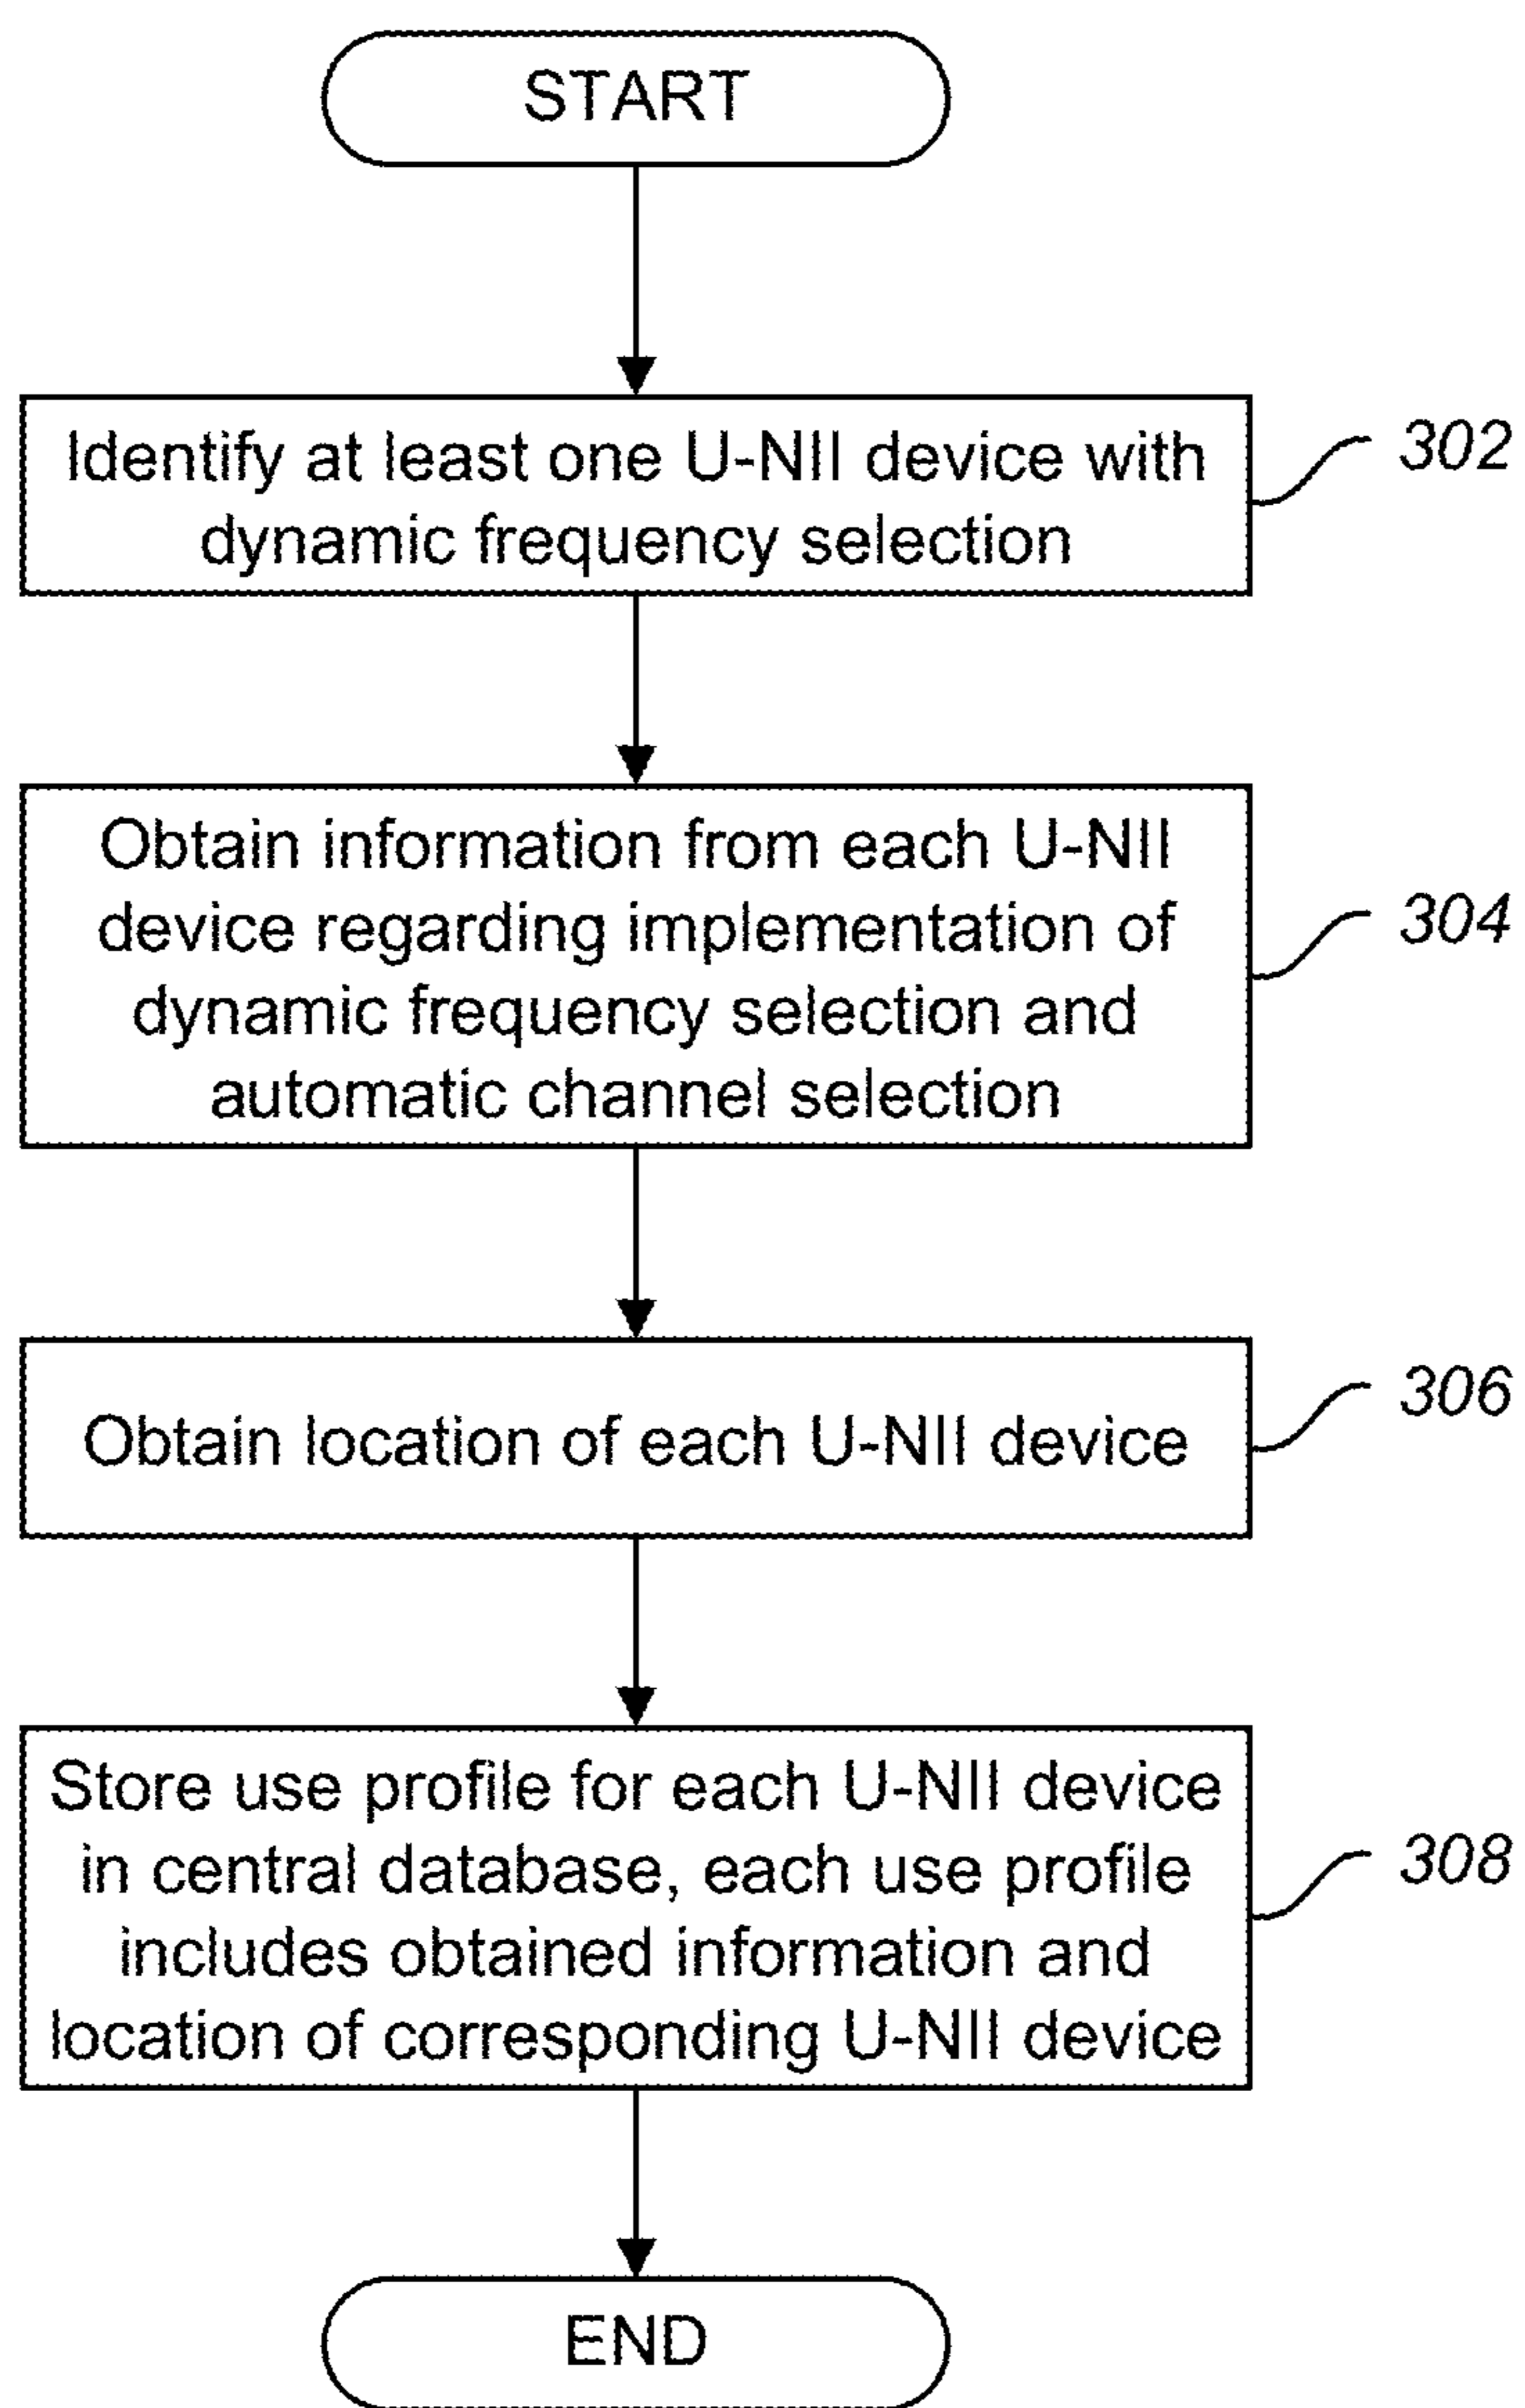 START
Identify at least one U-NII device with
dynamic frequency selection
302
Obtain information from each U-NII
device regarding implementation of
dynamic frequency selection and
automatic channel selection
304
Obtain location of each U-NII device
306
Store use profile for each U-NII device
in central database, each use profile
includes obtained information and
location of corresponding U-NII device
308
END